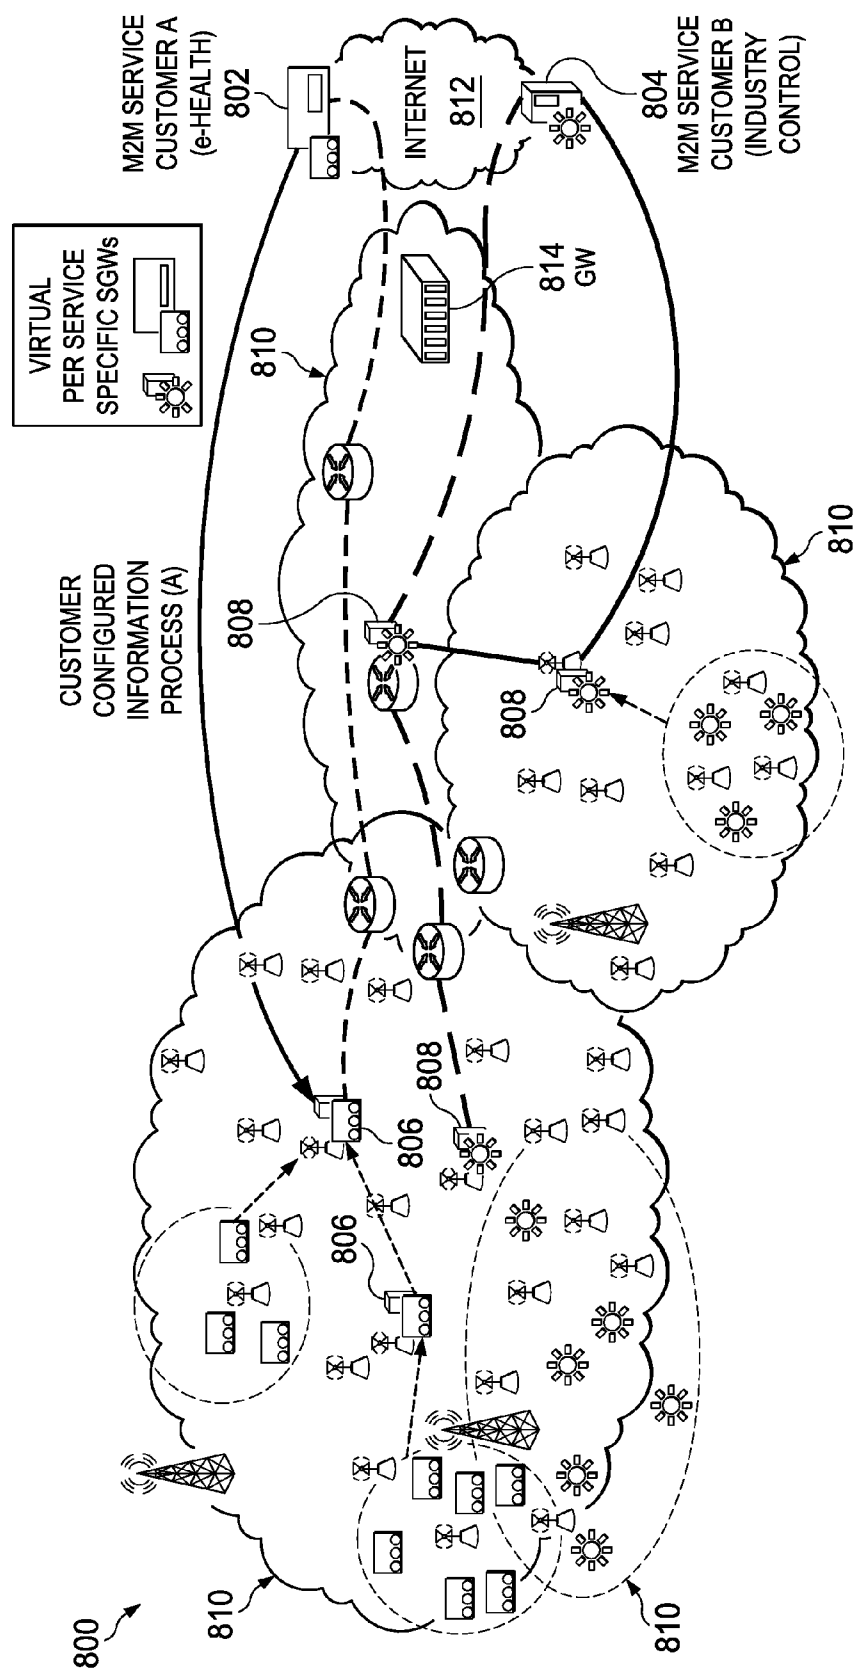 800
810
CUSTOMER
CONFIGURED
INFORMATION
PROCESS (A)
VIRTUAL
PER SERVICE
SPECIFIC SGWs
M2M SERVICE
CUSTOMER A
(e-HEALTH)
802
INTERNET
812
810
808
814
GW
806
806
808
808
804
M2M SERVICE
CUSTOMER B
(INDUSTRY
CONTROL)
810
810